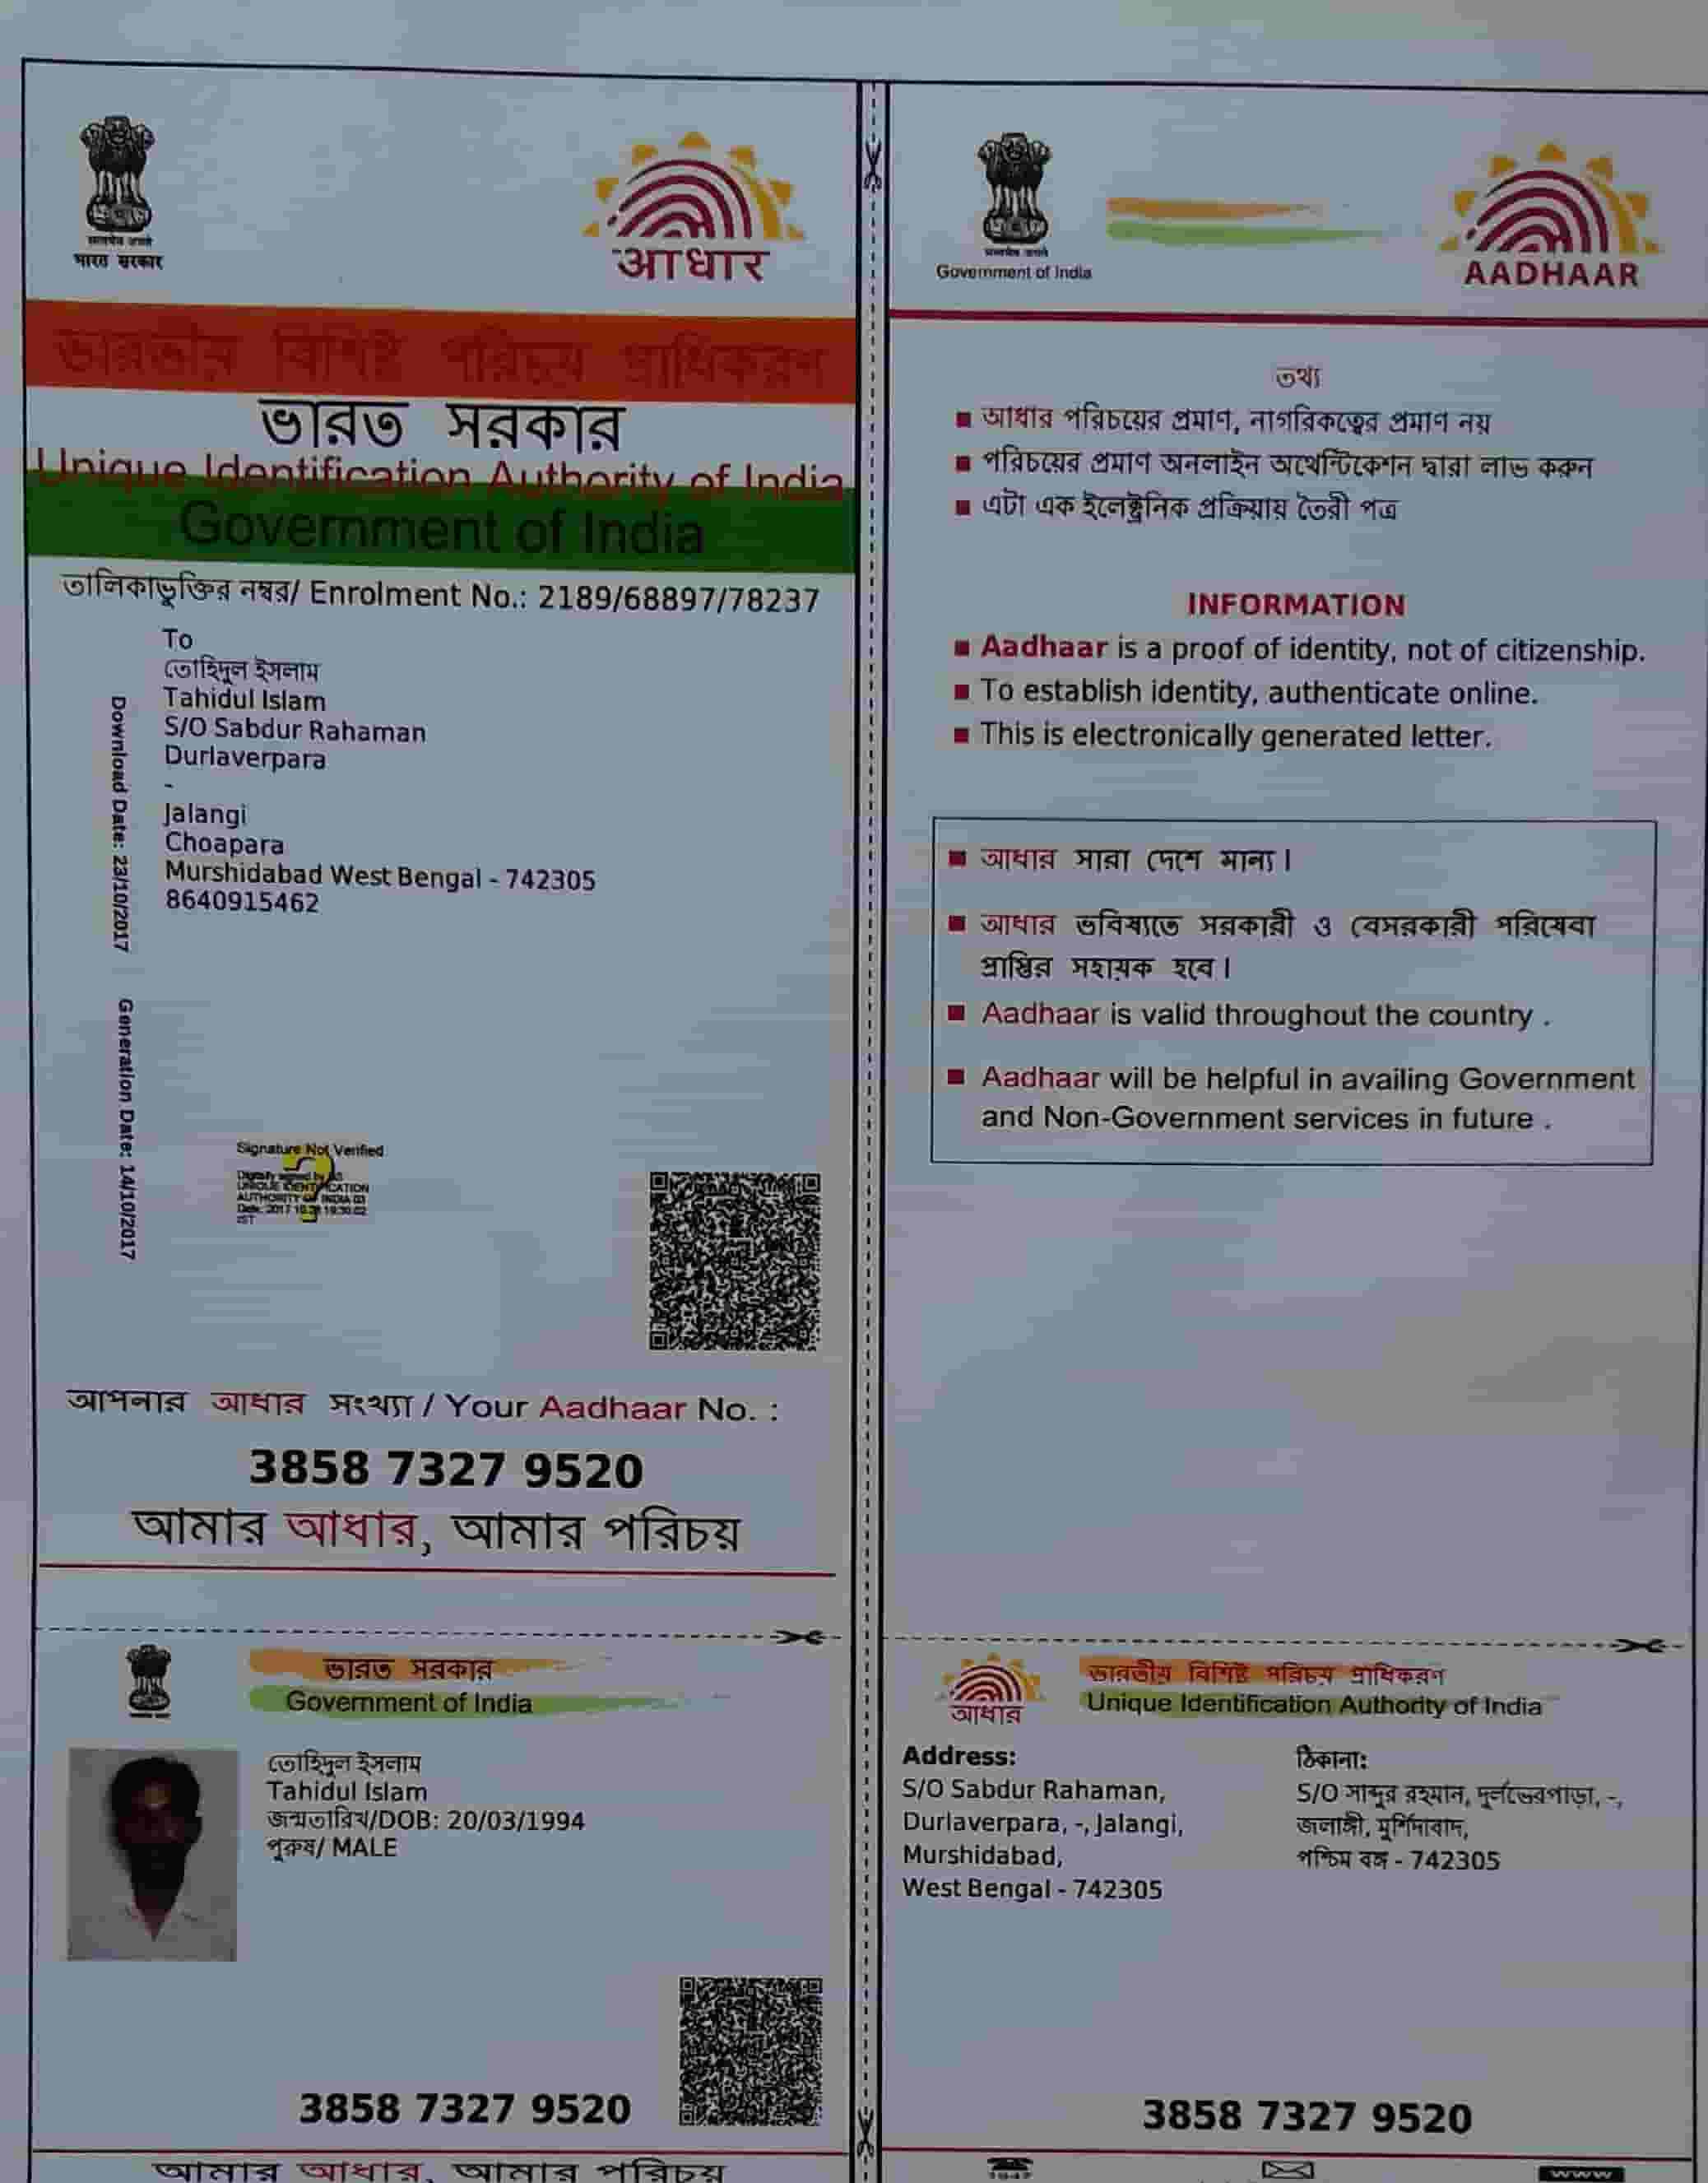 सत्यमेव जयते
भारत सरकार
आधार
ভারতীয় বিশিষ্ট পরিচয় প্রাধিকরণ
ভারত সরকার
Unique Identification Authority of India
Government of India
তালিকাভুক্তির নম্বর/ Enrolment No.: 2189/68897/78237
To
তোহিদুল ইসলাম
Tahidul Islam
S/O Sabdur Rahaman
Durlaverpara
-
Jalangi
Choapara
Murshidabad West Bengal - 742305
8640915462
Download Date: 23/10/2017
Generation Date: 14/10/2017
Signature Not Verified
Digitally signed by DS
UNIQUE IDENTIFICATION
AUTHORITY OF INDIA 03
IST
আপনার আধার সংখ্যা / Your Aadhaar No. :
3858 7327 9520
আমার আধার, আমার পরিচয়
ভারত সরকার
Government of India
তোহিদুল ইসলাম
Tahidul Islam
জন্মতারিখ/DOB: 20/03/1994
পুরুষ/ MALE
3858 7327 9520
আমার আধার, আমার পরিচয়
सत्यमेव जयते
Government of India
AADHAAR
তথ্য
■ আধার পরিচয়ের প্রমাণ, নাগরিকত্বের প্রমাণ নয়
■ পরিচয়ের প্রমাণ অনলাইন অথেন্টিকেশন দ্বারা লাভ করুন
■ এটা এক ইলেক্ট্রনিক প্রক্রিয়ায় তৈরী পত্র
INFORMATION
■ Aadhaar is a proof of identity, not of citizenship.
■ To establish identity, authenticate online.
■ This is electronically generated letter.
■ আধার সারা দেশে মান্য।
■ আধার ভবিষ্যতে সরকারী ও বেসরকারী পরিষেবা
প্রাপ্তির সহায়ক হবে।
■ Aadhaar is valid throughout the country .
■ Aadhaar will be helpful in availing Government
and Non-Government services in future .
আধার
ভারতীয় বিশিষ্ট পরিচয় প্রাধিকরণ
Unique Identification Authority of India
Address:
S/O Sabdur Rahaman,
Durlaverpara, -, Jalangi,
Murshidabad,
West Bengal - 742305
ঠিকানা:
S/O সাব্দুর রহমান, দুর্লভেরপাড়া, -,
জলাঙ্গী, মুর্শিদাবাদ,
পশ্চিম বঙ্গ - 742305
3858 7327 9520
1947
www